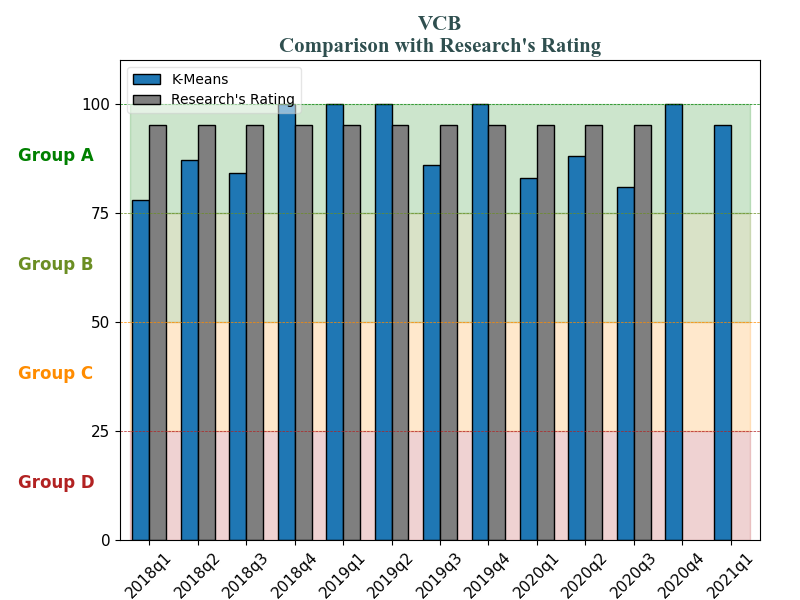 VCB
Comparison with Research's Rating
K-Means
Research's Rating
100
Group A
75
Group B
50
Group C
25
Group D
0
2018q1
2018q2
2018q3
2018q4
2019q1
2019q2
2019q3
2019q4
2020q1
2020q2
2020q3
2020q4
2021q1